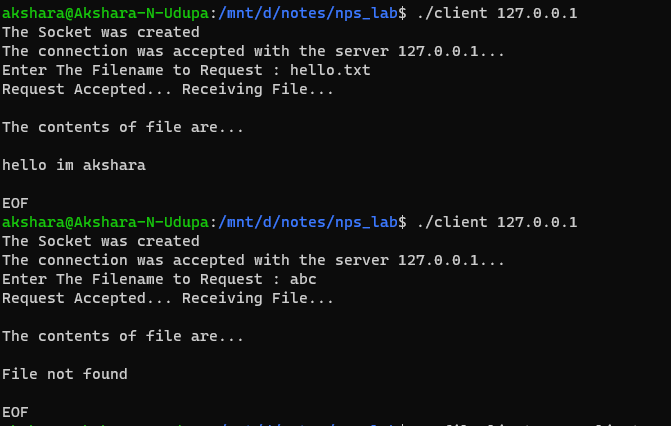 akshara@Akshara-N-Udupa:/mnt/d/notes/nps_lab$ ./client 127.0.0.1
The Socket was created
The connection was accepted with the server 127.0.0.1...
Enter The Filename to Request : hello.txt
Request Accepted... Receiving File...
The contents of file are...
hello im akshara
EOF
akshara@Akshara-N-Udupa:/mnt/d/notes/nps_lab$ ./client 127.0.0.1
The Socket was created
The connection was accepted with the server 127.0.0.1...
Enter The Filename to Request : abc
Request Accepted... Receiving File...
The contents of file are...
File not found
EOF